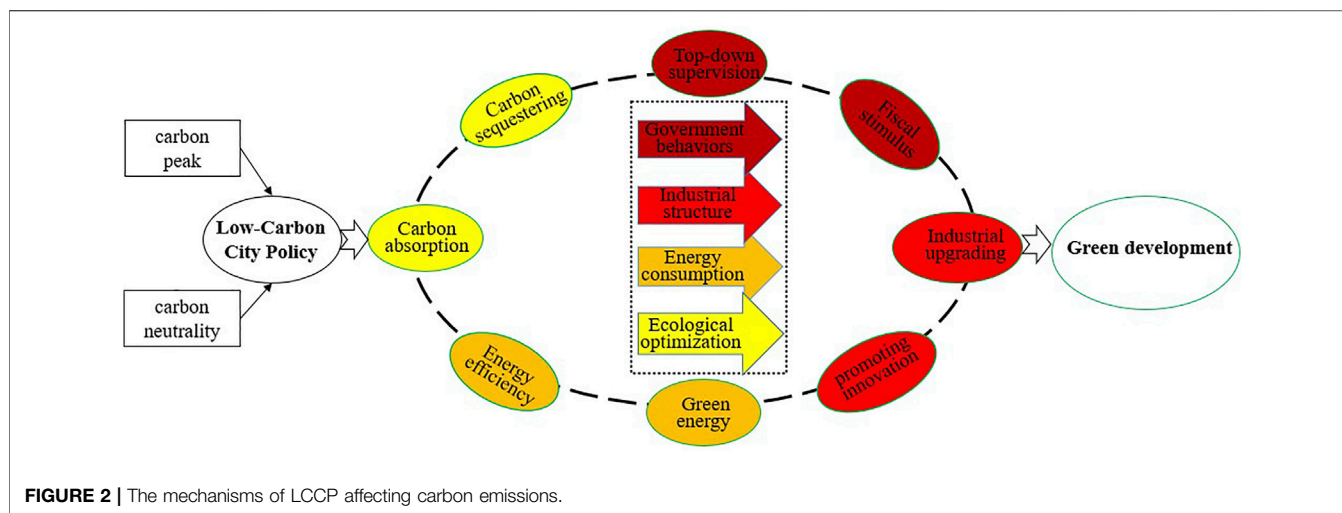 carbon
peak
carbon
neutrality
Low-Carbon
City Policy
Carbon
absorption
Carbon
sequestering
Top-down
supervision
Fiscal
stimulus
Industrial
upgrading
promoting
innovation
Green
energy
Energy
efficiency
Government
behaviors
Industrial
structure
Energy
consumption
Ecological
optimization
Green development
FIGURE 2 | The mechanisms of LCCP affecting carbon emissions.